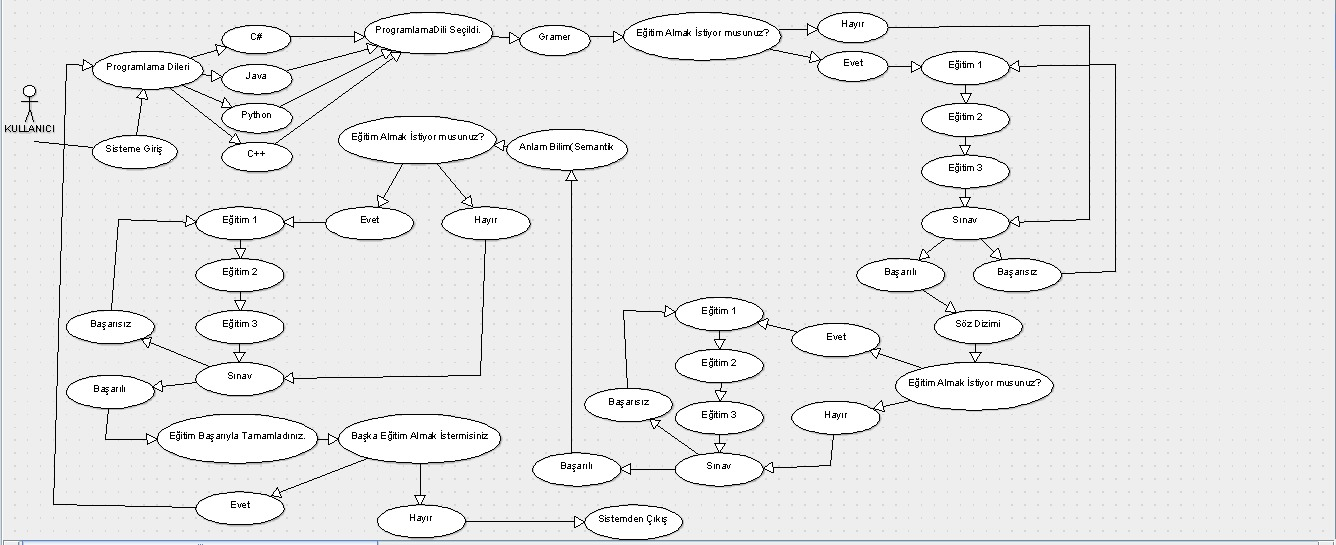 KULLANICI
Sisteme Giriş
Programlama Dileri
C#
Java
Python
C++
ProgramlamaDili Seçildi.
Gramer
Eğitim Almak İstiyor musunuz?
Hayır
Evet
Eğitim 1
Eğitim 2
Eğitim 3
Sınav
Başarılı
Başarısız
Söz Dizimi
Eğitim Almak İstiyor musunuz?
Evet
Hayır
Eğitim 1
Eğitim 2
Eğitim 3
Sınav
Başarısız
Başarılı
Anlam Bilim(Semantik
Eğitim Almak İstiyor musunuz?
Evet
Hayır
Eğitim 1
Eğitim 2
Eğitim 3
Sınav
Başarısız
Başarılı
Eğitim Başarıyla Tamamladınız.
Başka Eğitim Almak İstermisiniz
Evet
Hayır
Sistemden Çıkış